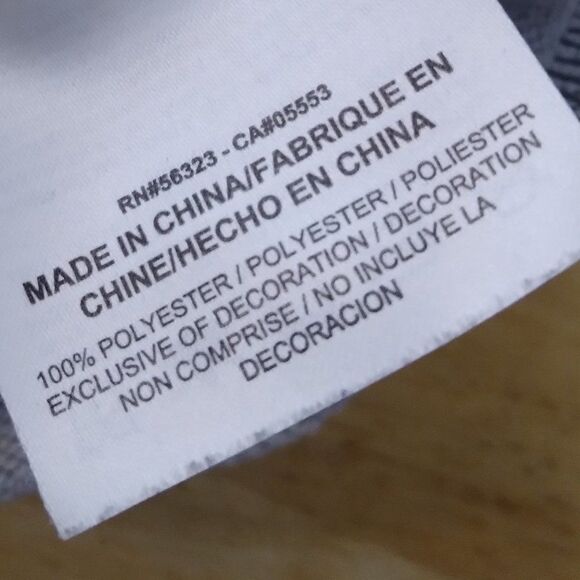 RN#56323 - CA#05553
MADE IN CHINA/FABRIQUE EN
CHINE/HECHO EN CHINA
100% POLYESTER / POLYESTER / POLIESTER
EXCLUSIVE OF DECORATION / DECORATION
NON COMPRISE / NO INCLUYE LA
DECORACION